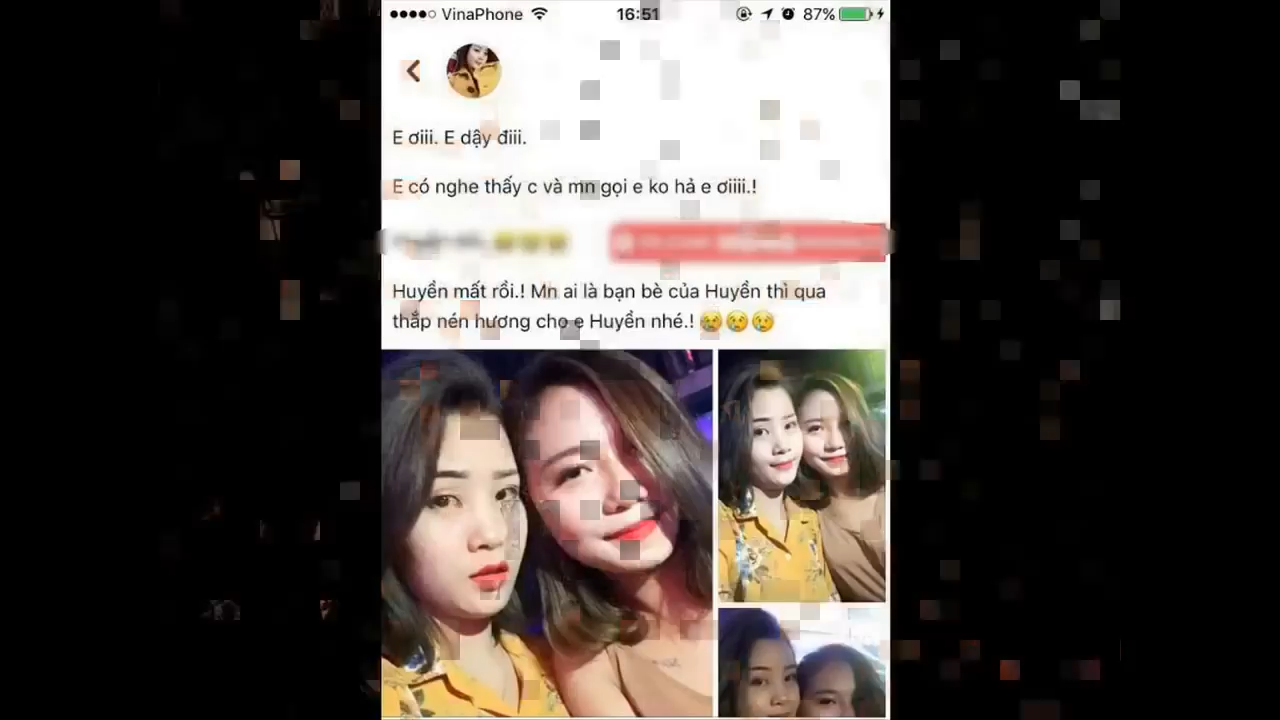 VinaPhone 16:51 87%
E ơiii. E dậy điii.
E có nghe thấy c và mn gọi e ko hả e ơiiii.!
Huyền mất rồi.! Mn ai là bạn bè của Huyền thì qua
thắp nén hương cho e Huyền nhé.! 😢😢😢